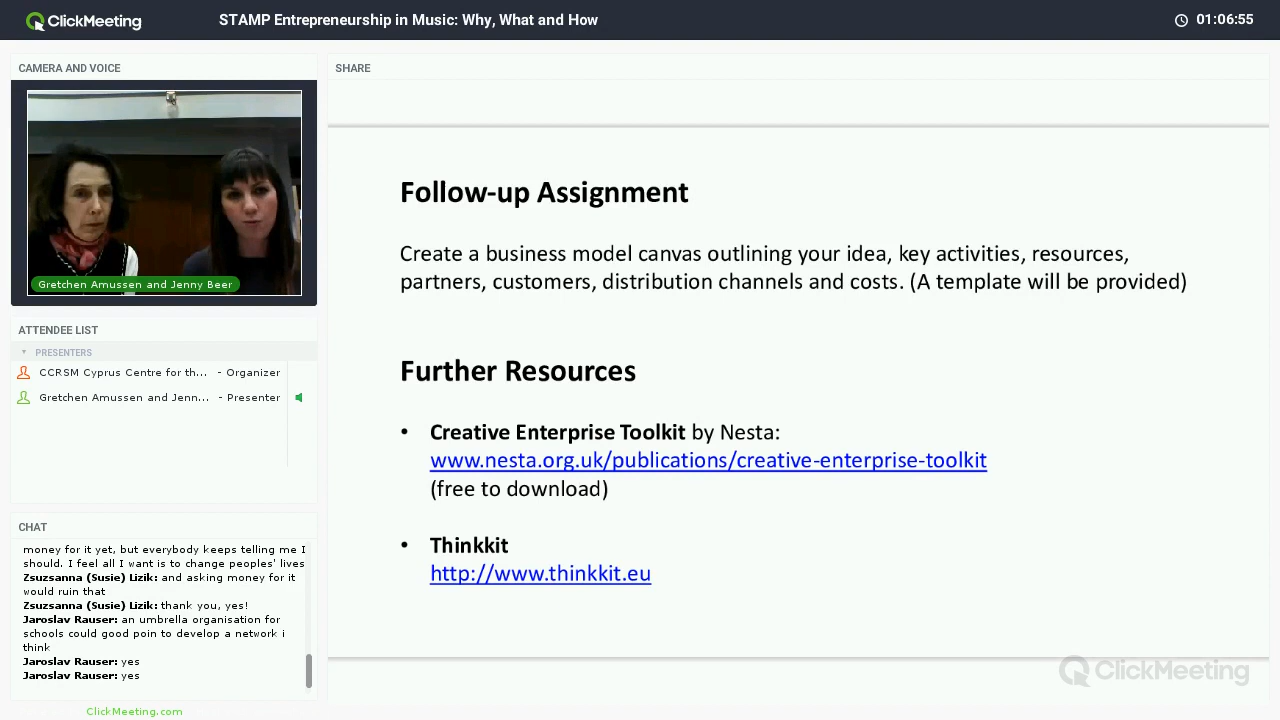 ClickMeeting
STAMP Entrepreneurship in Music: Why, What and How
01:06:55
CAMERA AND VOICE
Gretchen Amussen and Jenny Beer
ATTENDEE LIST
PRESENTERS
CCRSM Cyprus Centre for th... - Organizer
Gretchen Amussen and Jenn... - Presenter
CHAT
money for it yet, but everybody keeps telling me I
should. I feel all I want is to change peoples' lives
Zsuzsanna (Susie) Lizik: and asking money for it
would ruin that
Zsuzsanna (Susie) Lizik: thank you, yes!
Jaroslav Rauser: an umbrella organisation for
schools could good poin to develop a network i
think
Jaroslav Rauser: yes
Jaroslav Rauser: yes
ClickMeeting.com
SHARE
Follow-up Assignment
Create a business model canvas outlining your idea, key activities, resources,
partners, customers, distribution channels and costs. (A template will be provided)
Further Resources
• Creative Enterprise Toolkit by Nesta:
www.nesta.org.uk/publications/creative-enterprise-toolkit
(free to download)
• Thinkkit
http://www.thinkkit.eu
ClickMeeting